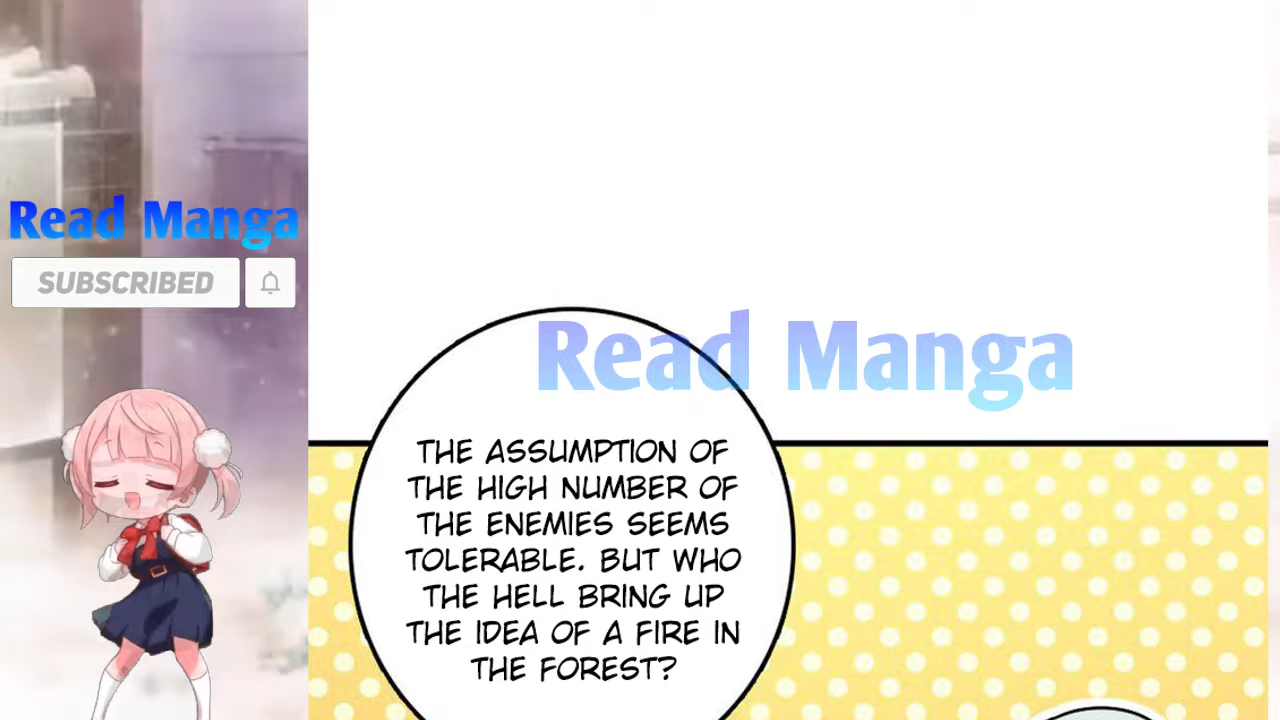 Read Manga
SUBSCRIBED
Read Manga
THE ASSUMPTION OF
THE HIGH NUMBER OF
THE ENEMIES SEEMS
TOLERABLE. BUT WHO
THE HELL BRING UP
THE IDEA OF A FIRE IN
THE FOREST?